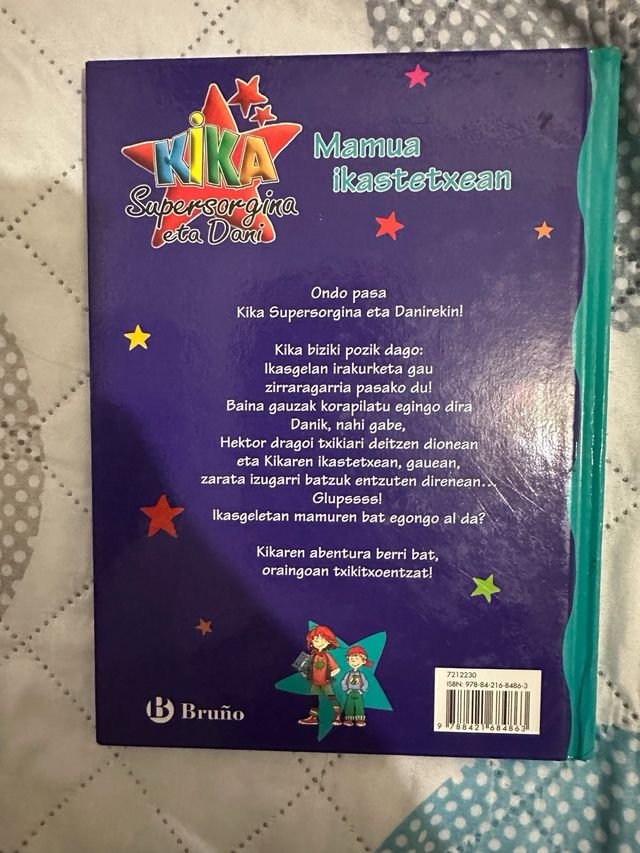 KIKA
Supersorgina
eta Dani
Mamua
ikastetxean
Ondo pasa
Kika Supersorgina eta Danirekin!
Kika biziki pozik dago:
Ikasgelan irakurketa gau
zirraragarria pasako du!
Baina gauzak korapilatu egingo dira
Danik, nahi gabe,
Hektor dragoi txikiari deitzen dionean
eta Kikaren ikastetxean, gauean,
zarata izugarri batzuk entzuten direnean...
Glupssss!
Ikasgeletan mamuren bat egongo al da?
Kikaren abentura berri bat,
oraingoan txikitxoentzat!
Bruño
7212230
ISBN: 978-84-216-8486-3
9 788421 684863